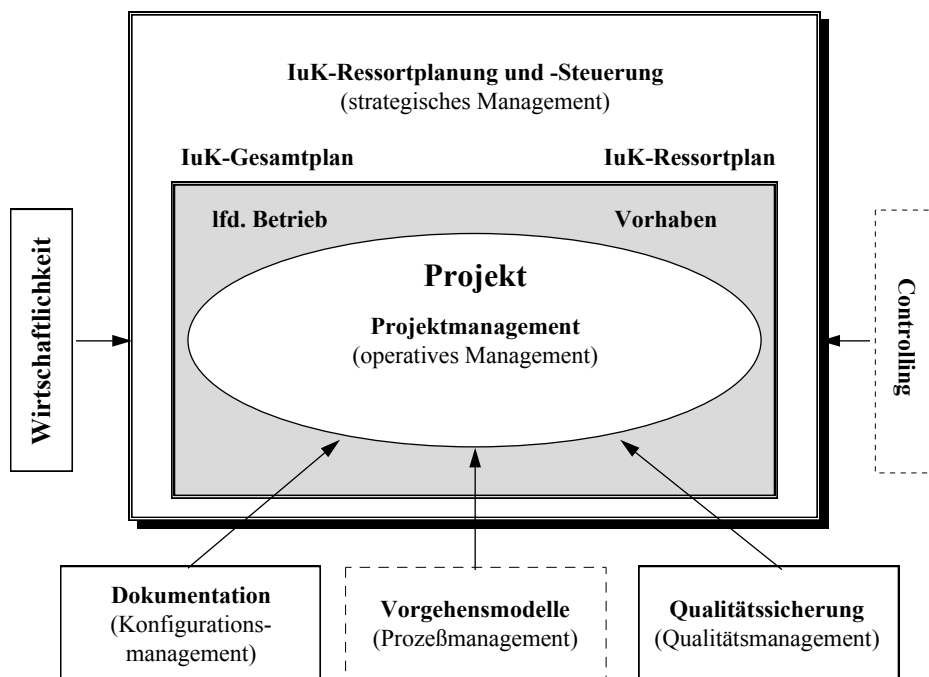 IuK-Ressortplanung und -Steuerung
(strategisches Management)
IuK-Gesamtplan
IuK-Ressortplan
lfd. Betrieb
Vorhaben
Projekt
Projektmanagement
(operatives Management)
Wirtschaftlichkeit
Controlling
Dokumentation
(Konfigurations-
management)
Vorgehensmodelle
(Prozeßmanagement)
Qualitätssicherung
(Qualitätsmanagement)